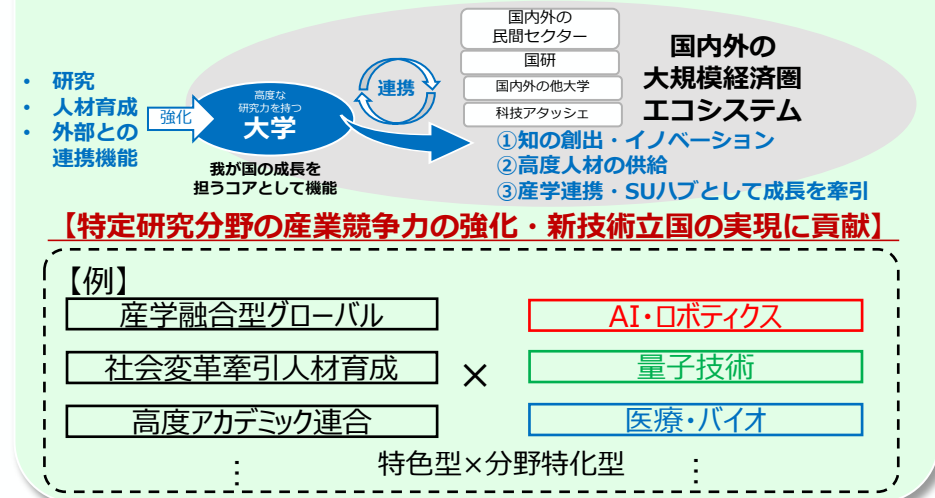 国内外の
民間セクター
国研
国内外の他大学
科技アタッシェ
国内外の
大規模経済圏
エコシステム
• 研究
• 人材育成
• 外部との
連携機能
強化
高度な
研究力を持つ
大学
連携
我が国の成長を
担うコアとして機能
①知の創出・イノベーション
②高度人材の供給
③産学連携・SUハブとして成長を牽引
【特定研究分野の産業競争力の強化・新技術立国の実現に貢献】
【例】
産学融合型グローバル
社会変革牽引人材育成
高度アカデミック連合
×
AI・ロボティクス
量子技術
医療・バイオ
⋮ 特色型×分野特化型 ⋮